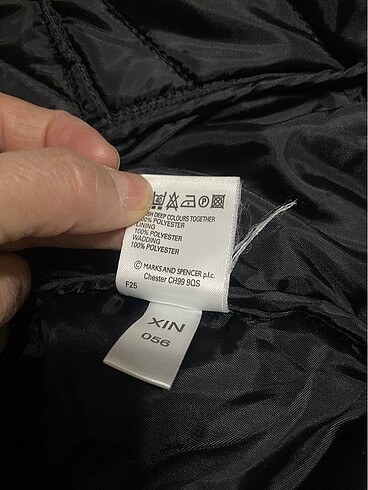 DEEP COLOURS TOGETHER
100% POLYESTER
LINING
100% POLYESTER
WADDING
100% POLYESTER
© MARKS AND SPENCER p.l.c.
Chester CH99 9QS
F25
XIN
056